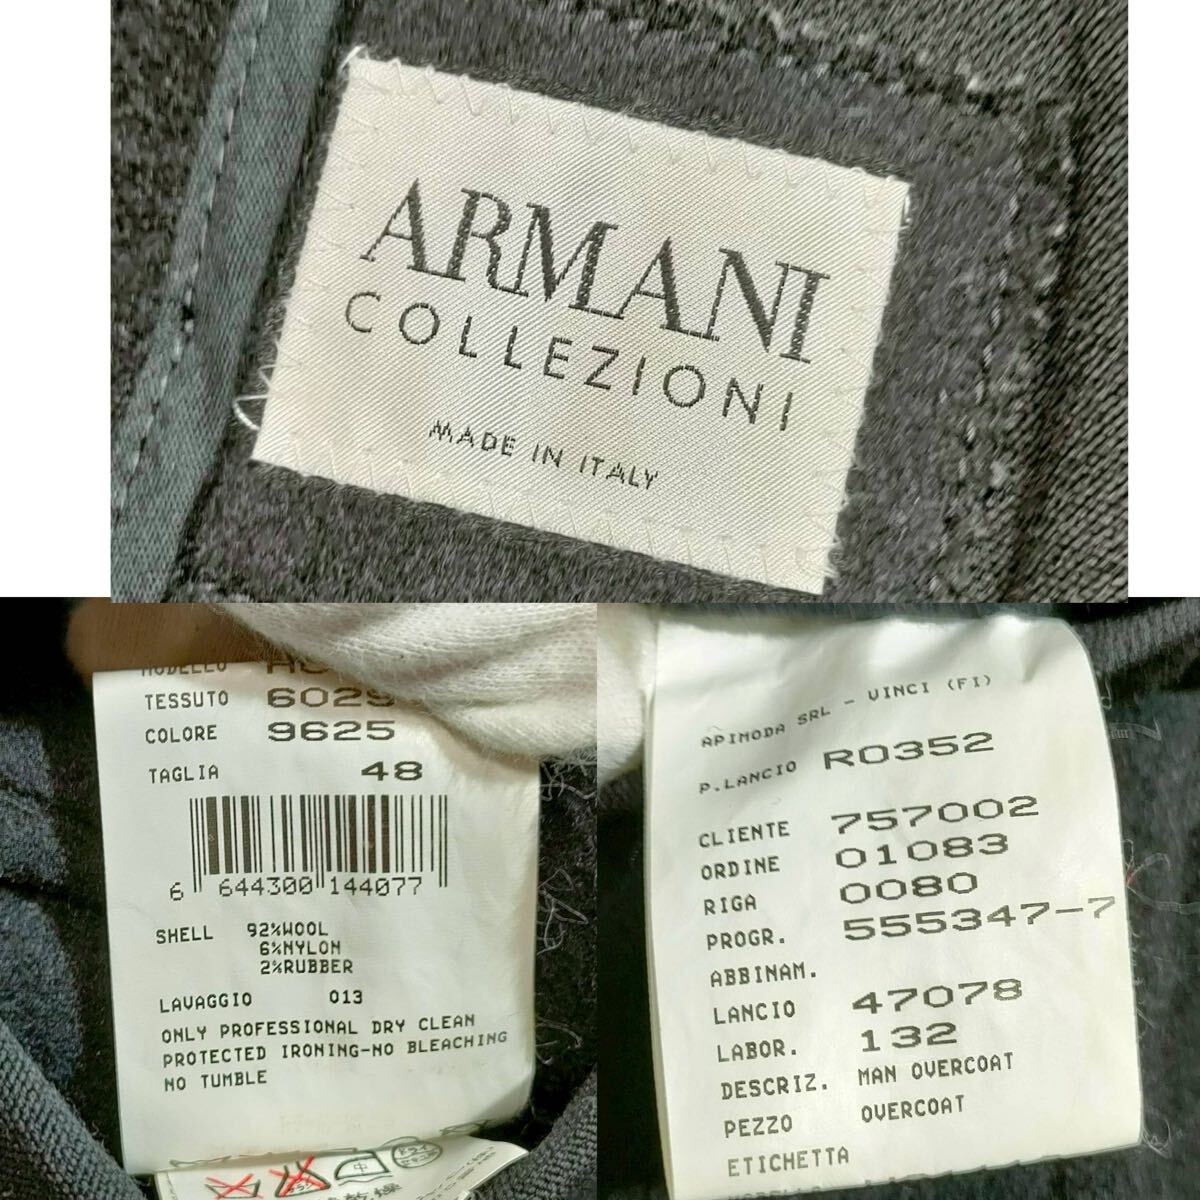 ARMANI
COLLEZIONI
MADE IN ITALY
MODELLO
TESSUTO 6029
COLORE 9625
TAGLIA 48
6 644300 144077
SHELL 92%WOOL
6%NYLON
2%RUBBER
LAVAGGIO 013
ONLY PROFESSIONAL DRY CLEAN
PROTECTED IRONING-NO BLEACHING
NO TUMBLE
中
APIMODA SRL - VINCI (FI)
P.LANCIO R0352
CLIENTE 757002
ORDINE 01083
RIGA 0080
PROGR. 555347-7
ABBINAM.
LANCIO 47078
LABOR. 132
DESCRIZ. MAN OVERCOAT
PEZZO OVERCOAT
ETICHETTA